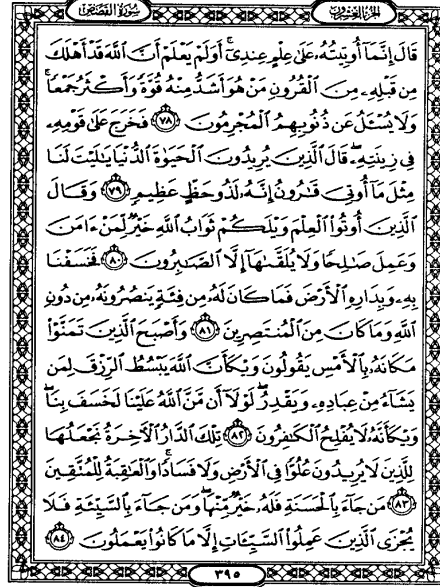 سورة القصص
الجزء العشرون
قَالَ إِنَّمَآ أُوتِيتُهُۥ عَلَىٰ عِلْمٍ عِندِىٓ ۚ أَوَلَمْ يَعْلَمْ أَنَّ ٱللَّهَ قَدْ أَهْلَكَ
مِن قَبْلِهِۦ مِنَ ٱلْقُرُونِ مَنْ هُوَ أَشَدُّ مِنْهُ قُوَّةً وَأَكْثَرُ جَمْعًا ۚ
وَلَا يُسْـَٔلُ عَن ذُنُوبِهِمُ ٱلْمُجْرِمُونَ ﴿٧٨﴾ فَخَرَجَ عَلَىٰ قَوْمِهِۦ
فِى زِينَتِهِۦ ۖ قَالَ ٱلَّذِينَ يُرِيدُونَ ٱلْحَيَوٰةَ ٱلدُّنْيَا يَـٰلَيْتَ لَنَا
مِثْلَ مَآ أُوتِىَ قَـٰرُونُ إِنَّهُۥ لَذُو حَظٍّ عَظِيمٍ ﴿٧٩﴾ وَقَالَ
ٱلَّذِينَ أُوتُوا۟ ٱلْعِلْمَ وَيْلَكُمْ ثَوَابُ ٱللَّهِ خَيْرٌ لِّمَنْ ءَامَنَ
وَعَمِلَ صَـٰلِحًا وَلَا يُلَقَّىٰهَآ إِلَّا ٱلصَّـٰبِرُونَ ﴿٨٠﴾ فَخَسَفْنَا
بِهِۦ وَبِدَارِهِ ٱلْأَرْضَ فَمَا كَانَ لَهُۥ مِن فِئَةٍ يَنصُرُونَهُۥ مِن دُونِ
ٱللَّهِ وَمَا كَانَ مِنَ ٱلْمُنتَصِرِينَ ﴿٨١﴾ وَأَصْبَحَ ٱلَّذِينَ تَمَنَّوْا۟
مَكَانَهُۥ بِٱلْأَمْسِ يَقُولُونَ وَيْكَأَنَّ ٱللَّهَ يَبْسُطُ ٱلرِّزْقَ لِمَن
يَشَآءُ مِنْ عِبَادِهِۦ وَيَقْدِرُ ۖ لَوْلَآ أَن مَّنَّ ٱللَّهُ عَلَيْنَا لَخَسَفَ بِنَا ۖ
وَيْكَأَنَّهُۥ لَا يُفْلِحُ ٱلْكَـٰفِرُونَ ﴿٨٢﴾ تِلْكَ ٱلدَّارُ ٱلْـَٔاخِرَةُ نَجْعَلُهَا
لِلَّذِينَ لَا يُرِيدُونَ عُلُوًّا فِى ٱلْأَرْضِ وَلَا فَسَادًا ۚ وَٱلْعَـٰقِبَةُ لِلْمُتَّقِينَ
﴿٨٣﴾ مَن جَآءَ بِٱلْحَسَنَةِ فَلَهُۥ خَيْرٌ مِّنْهَا ۖ وَمَن جَآءَ بِٱلسَّيِّئَةِ فَلَا
يُجْزَى ٱلَّذِينَ عَمِلُوا۟ ٱلسَّيِّـَٔاتِ إِلَّا مَا كَانُوا۟ يَعْمَلُونَ ﴿٨٤﴾
٣٩٥